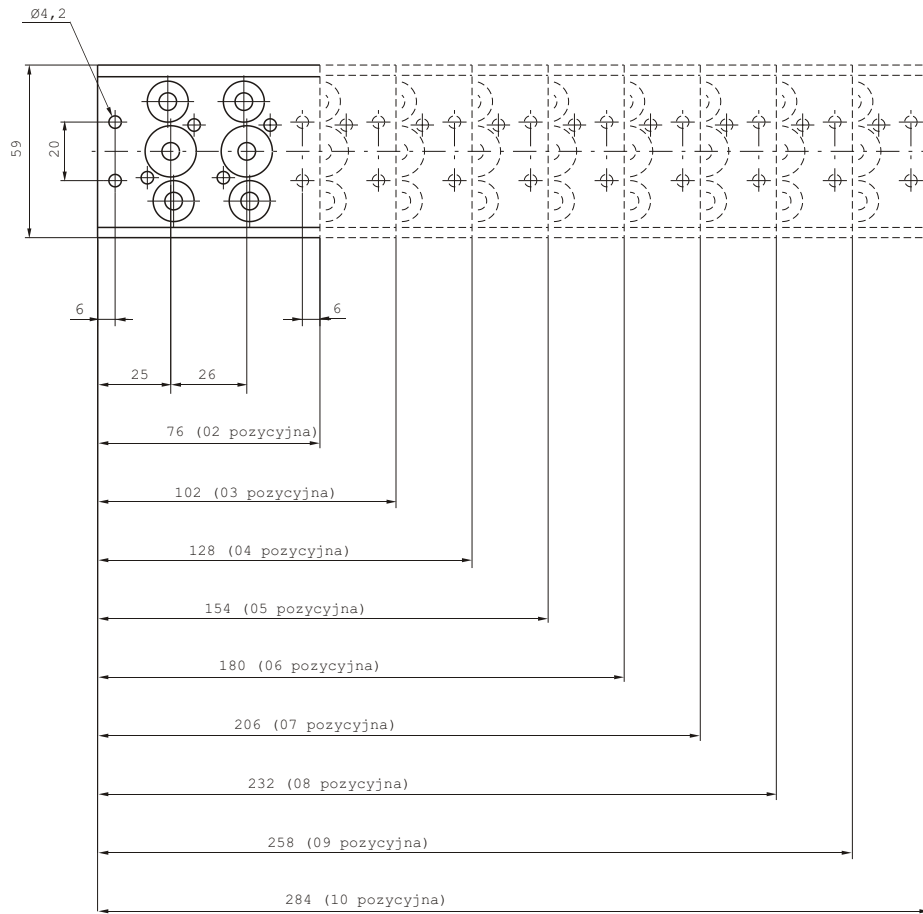 Ø4,2
59
20
6
6
25
26
76 (02 pozycyjna)
102 (03 pozycyjna)
128 (04 pozycyjna)
154 (05 pozycyjna)
180 (06 pozycyjna)
206 (07 pozycyjna)
232 (08 pozycyjna)
258 (09 pozycyjna)
284 (10 pozycyjna)